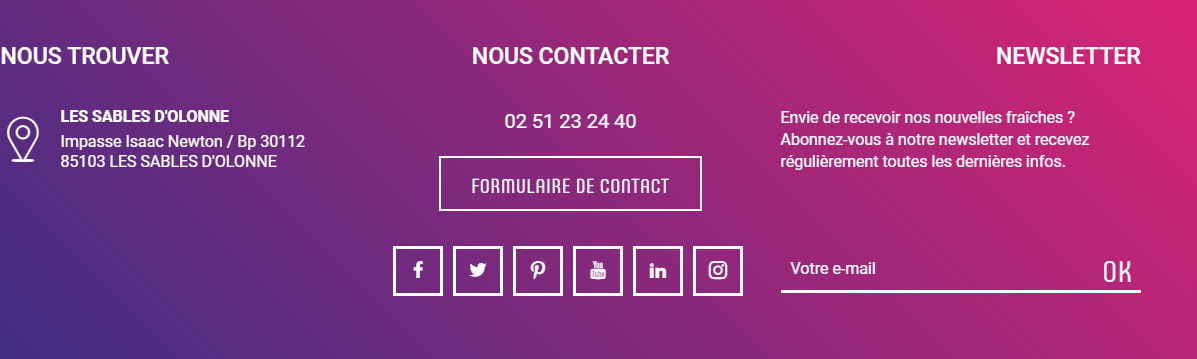 NOUS TROUVER
LES SABLES D'OLONNE
Impasse Isaac Newton / Bp 30112
85103 LES SABLES D'OLONNE
NOUS CONTACTER
02 51 23 24 40
FORMULAIRE DE CONTACT
You
Tube
NEWSLETTER
Envie de recevoir nos nouvelles fraîches ?
Abonnez-vous à notre newsletter et recevez
régulièrement toutes les dernières infos.
Votre e-mail
OK